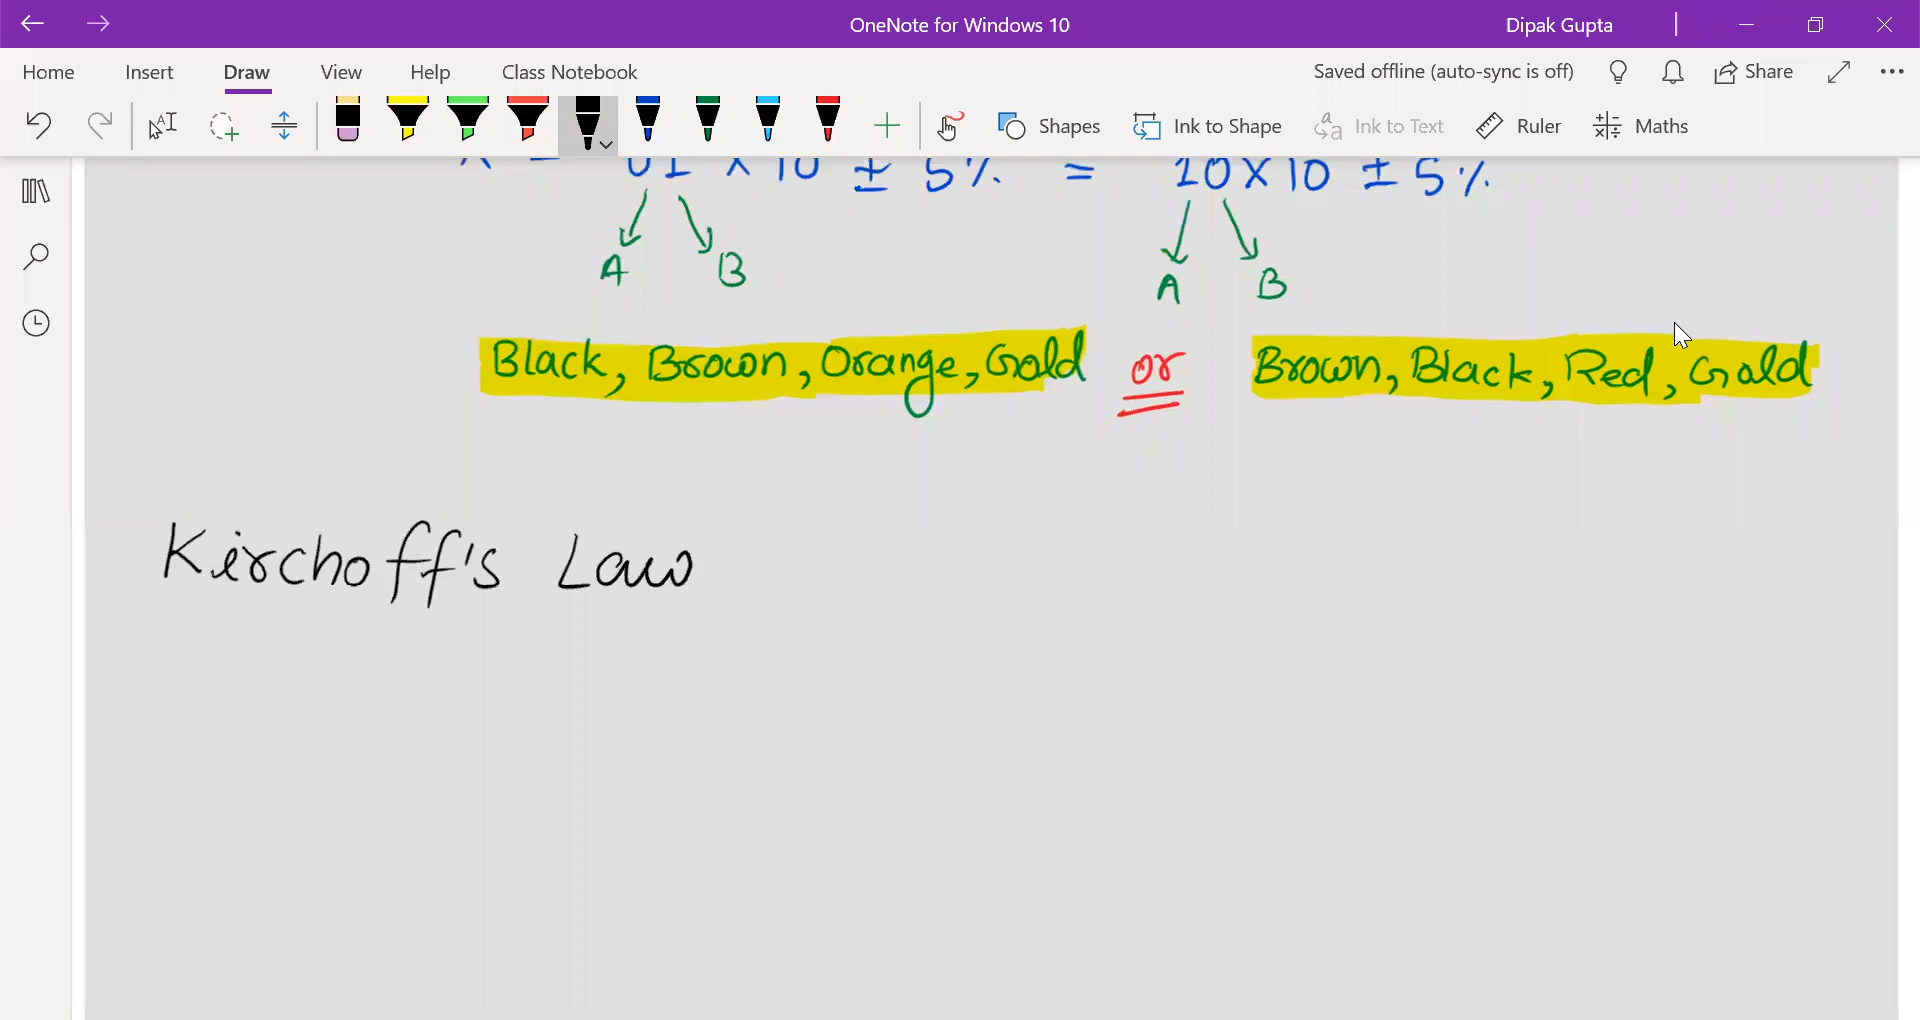 OneNote for Windows 10 Dipak Gupta
Home Insert Draw View Help Class Notebook Saved offline (auto-sync is off) Share
Shapes Ink to Shape Ink to Text Ruler Maths
R = 01 × 10 ± 5% = 10 × 10 ± 5%
A B A B
Black, Brown, Orange, Gold or Brown, Black, Red, Gold
Kirchoff's Law